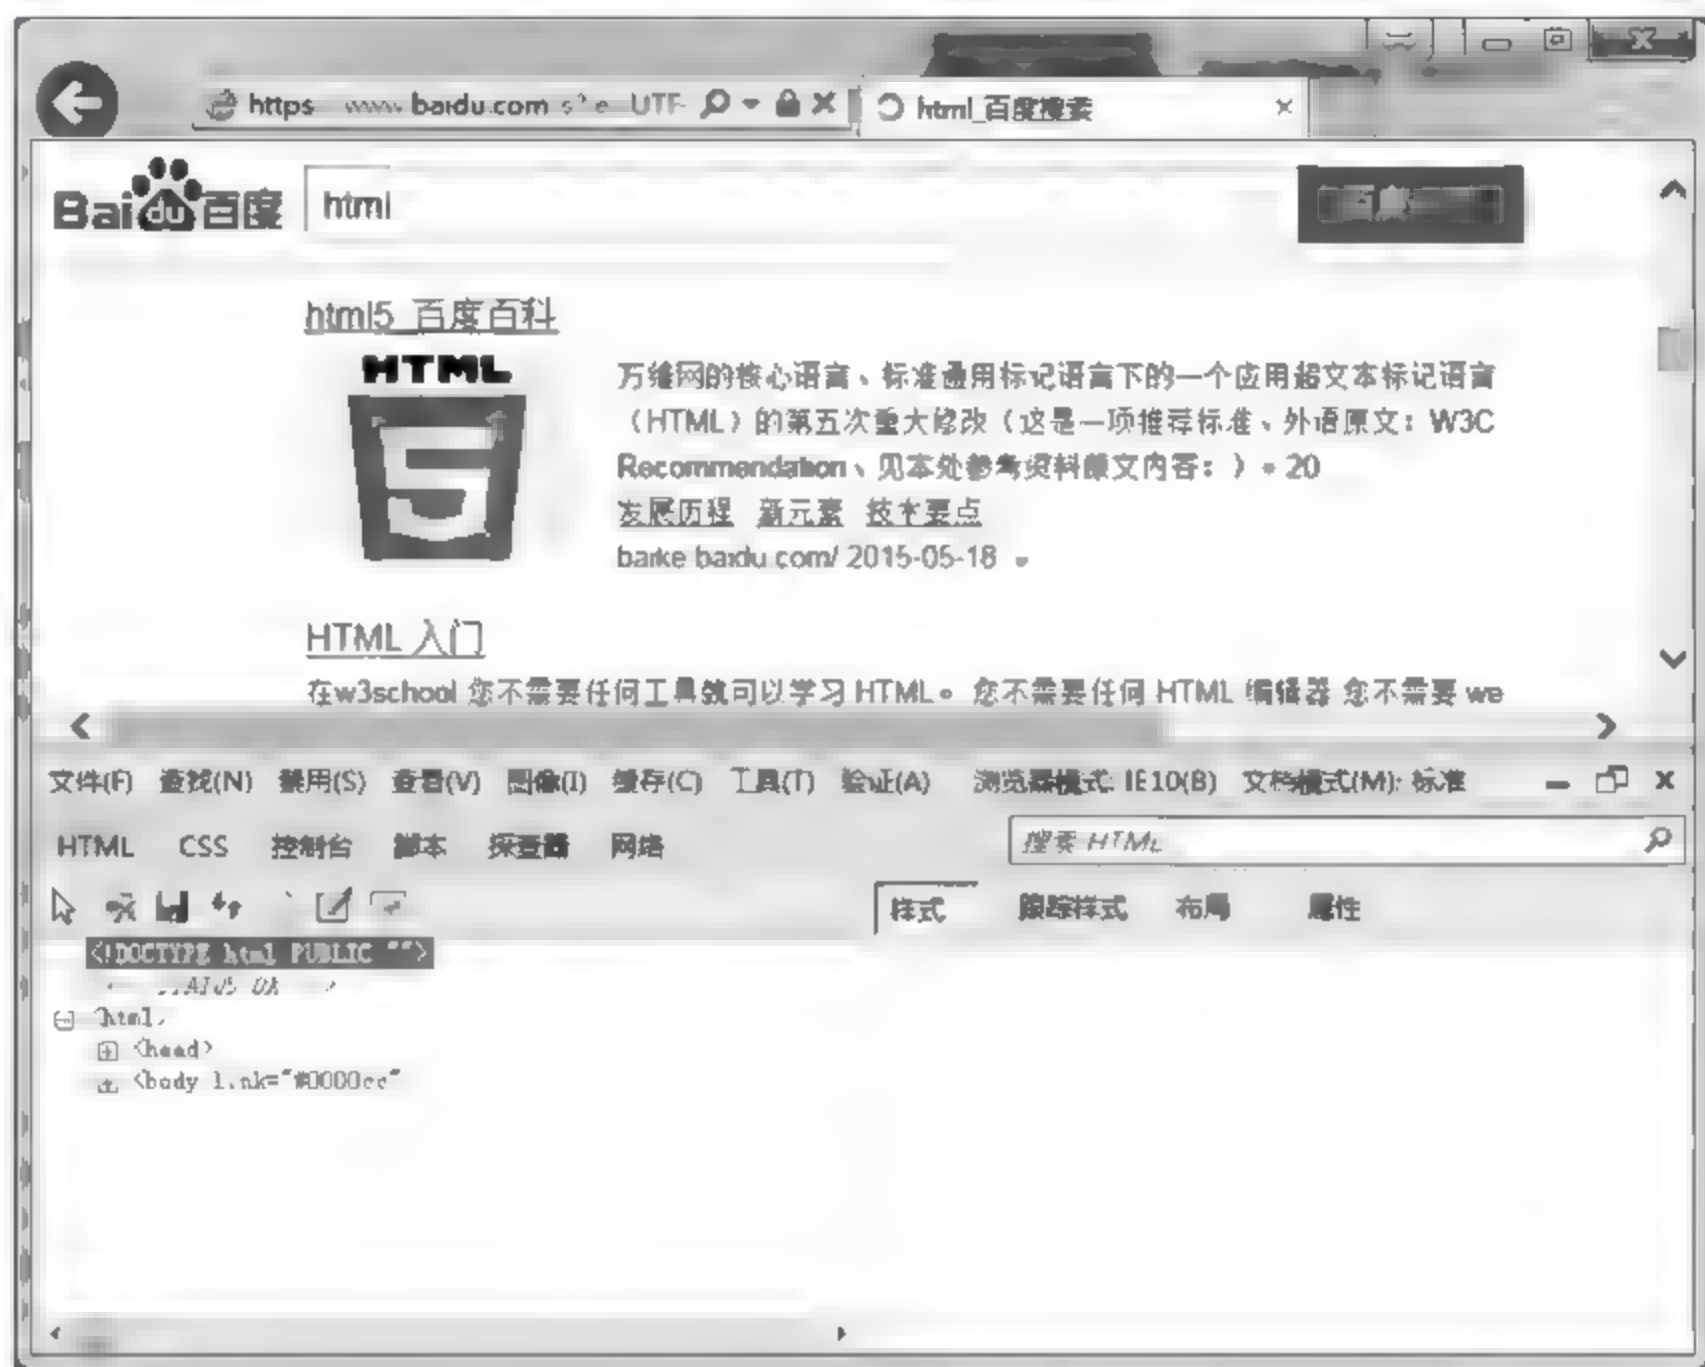 https www.baidu.com s?e UTF- html_百度搜索
Baidu百度 html
html5_百度百科
HTML
5
万维网的核心语言、标准通用标记语言下的一个应用超文本标记语言
（HTML）的第五次重大修改（这是一项推荐标准、外语原文：W3C
Recommendation、见本处参考资料原文内容：）。20
发展历程 新元素 技术要点
baike.baidu.com/ 2015-05-18
HTML 入门
在w3school 您不需要任何工具就可以学习 HTML。 您不需要任何 HTML 编辑器 您不需要 we
文件(F) 查找(N) 禁用(S) 查看(V) 图像(I) 缓存(C) 工具(T) 验证(A) 浏览器模式: IE10(B) 文档模式(M): 标准
HTML CSS 控制台 脚本 探查器 网络 搜索 HTML
样式 跟踪样式 布局 属性
<!DOCTYPE html PUBLIC "">
<html>
<head>
<body link="#0000cc"